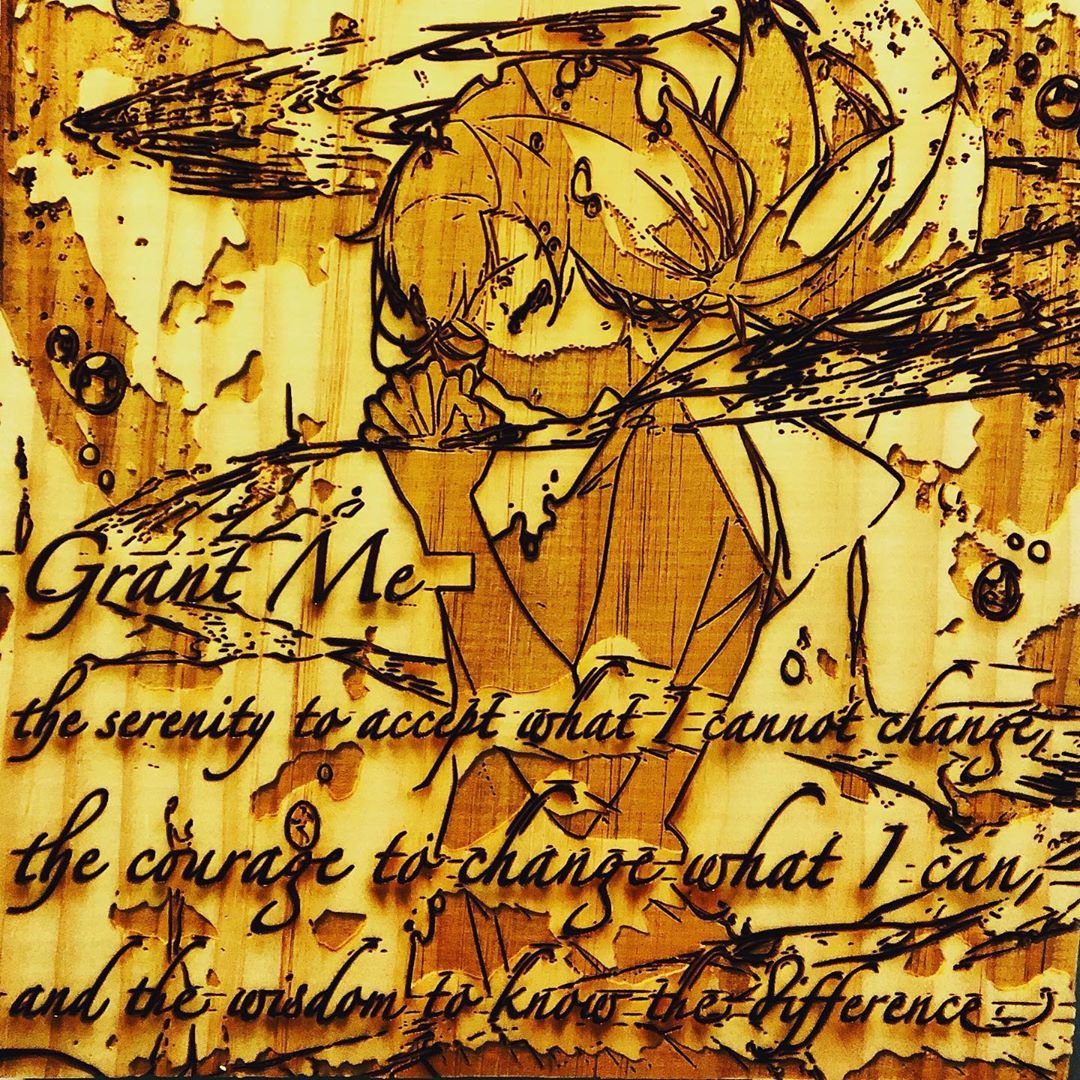 Grant Me
the serenity to accept what I cannot change,
the courage to change what I can,
and the wisdom to know the difference